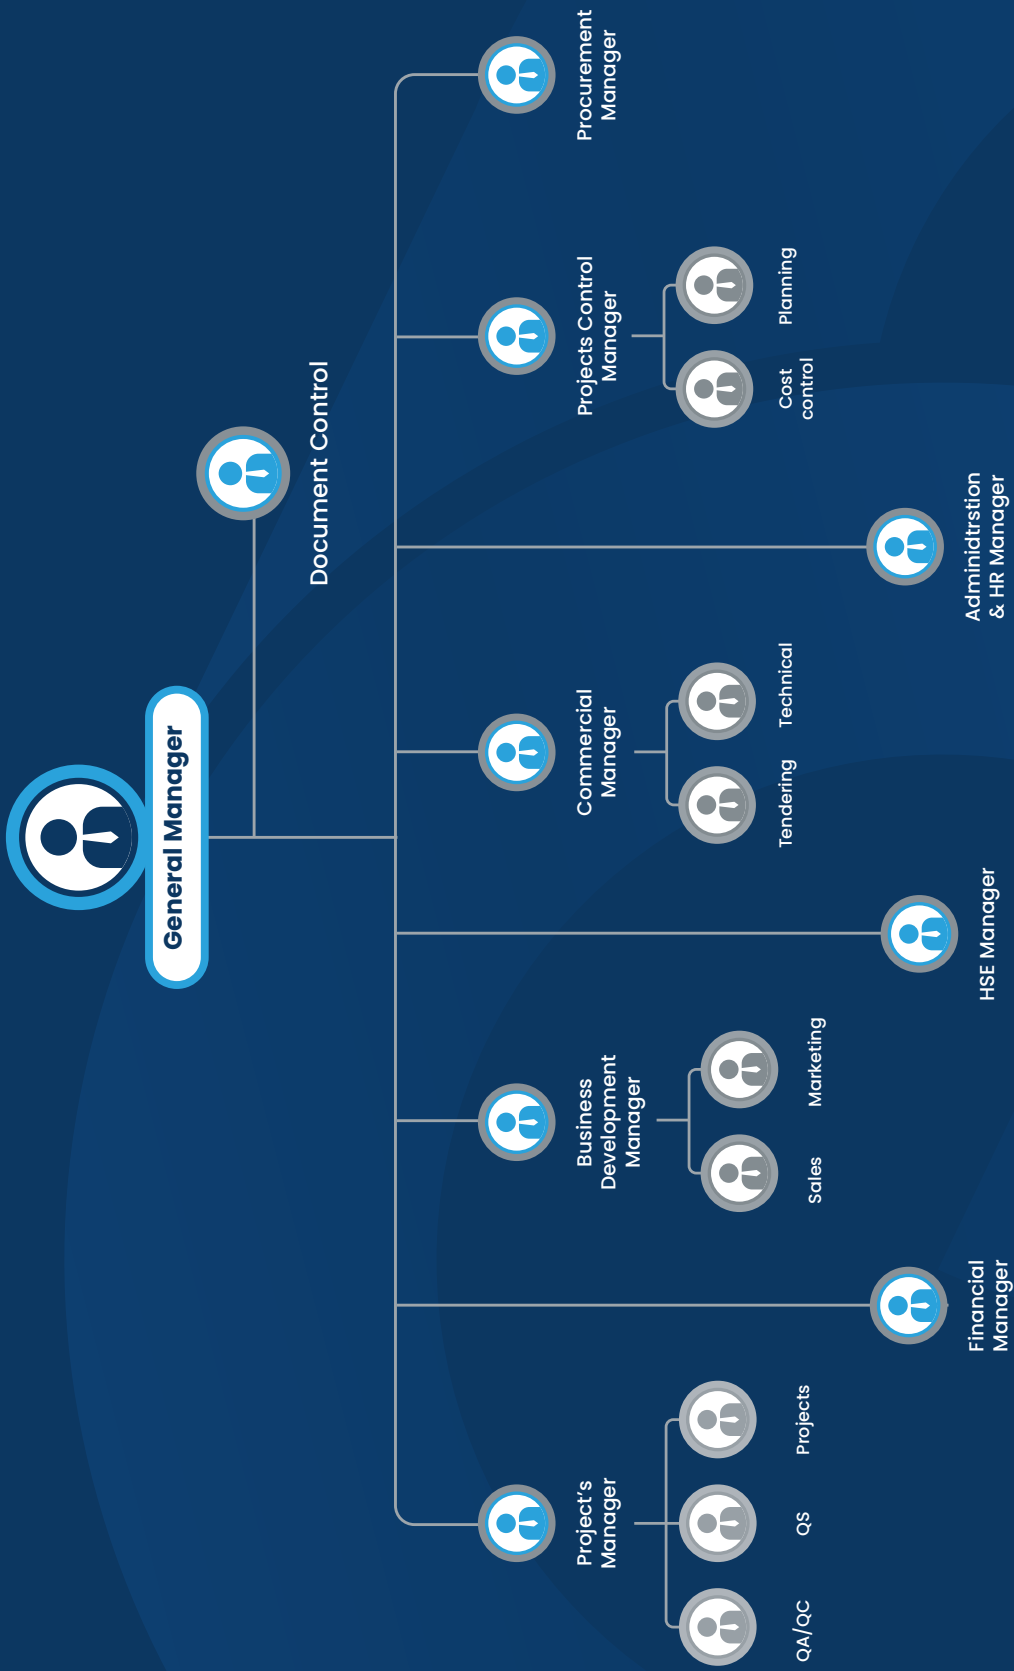 General Manager
Document Control
Project's
Manager
Financial
Manager
Business
Development
Manager
HSE Manager
Commercial
Manager
Adminidtrstion
& HR Manager
Projects Control
Manager
Procurement
Manager
QA/QC
QS
Projects
Sales
Marketing
Tendering
Technical
Cost
control
Planning